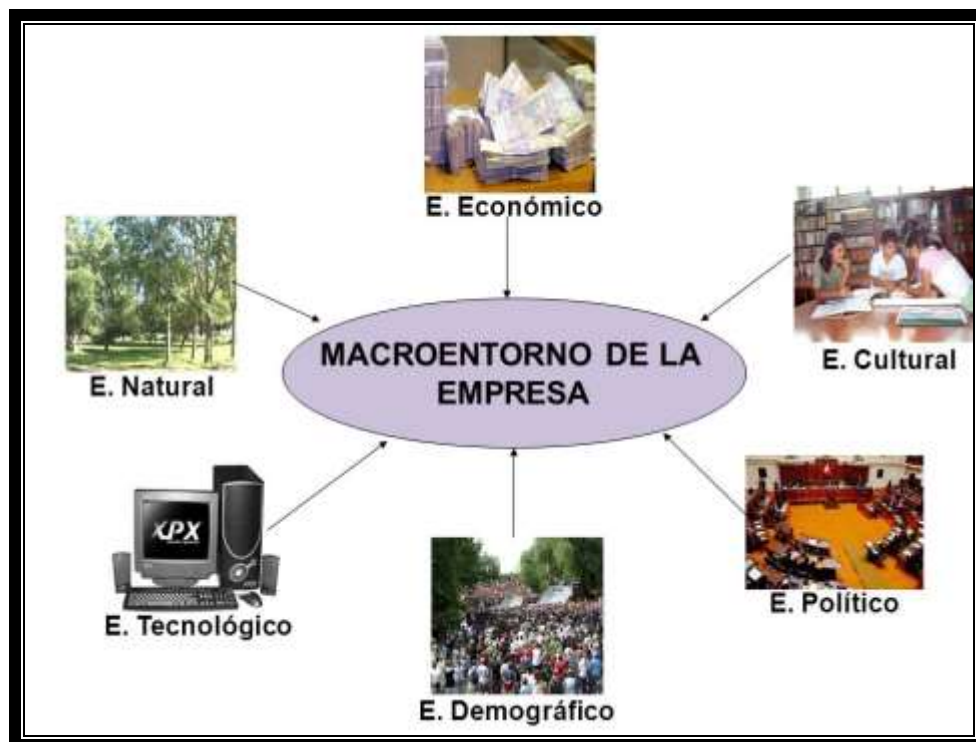 E. Económico
E. Natural
E. Cultural
MACROENTORNO DE LA
EMPRESA
XPX
E. Tecnológico
E. Político
E. Demográfico